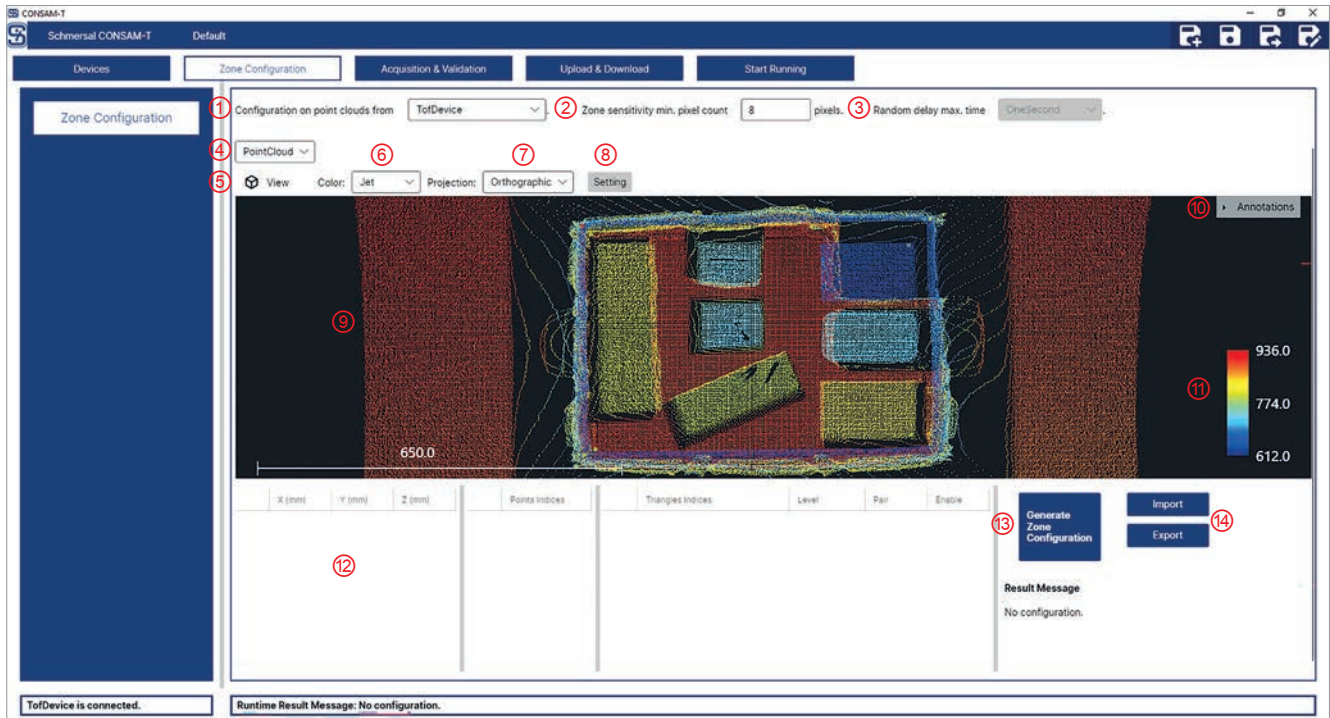 CONSAM-T
Schmersal CONSAM-T Default
Devices Zone Configuration Acquisition & Validation Upload & Download Start Running
Zone Configuration
① Configuration on point clouds from TofDevice . ② Zone sensitivity min. pixel count 8 pixels. ③ Random delay max. time OneSecond .
④ PointCloud
⑥ ⑦ ⑧
⑤ View Color: Jet Projection: Orthographic Setting
⑩ Annotations
⑨
936.0
⑪ 774.0
650.0 612.0
X (mm) Y (mm) Z (mm) Points Indices Triangles Indices Level Pair Enable
⑬ Generate
Zone
Configuration
Import
Export
⑭
⑫
Result Message
No configuration.
TofDevice is connected. Runtime Result Message: No configuration.